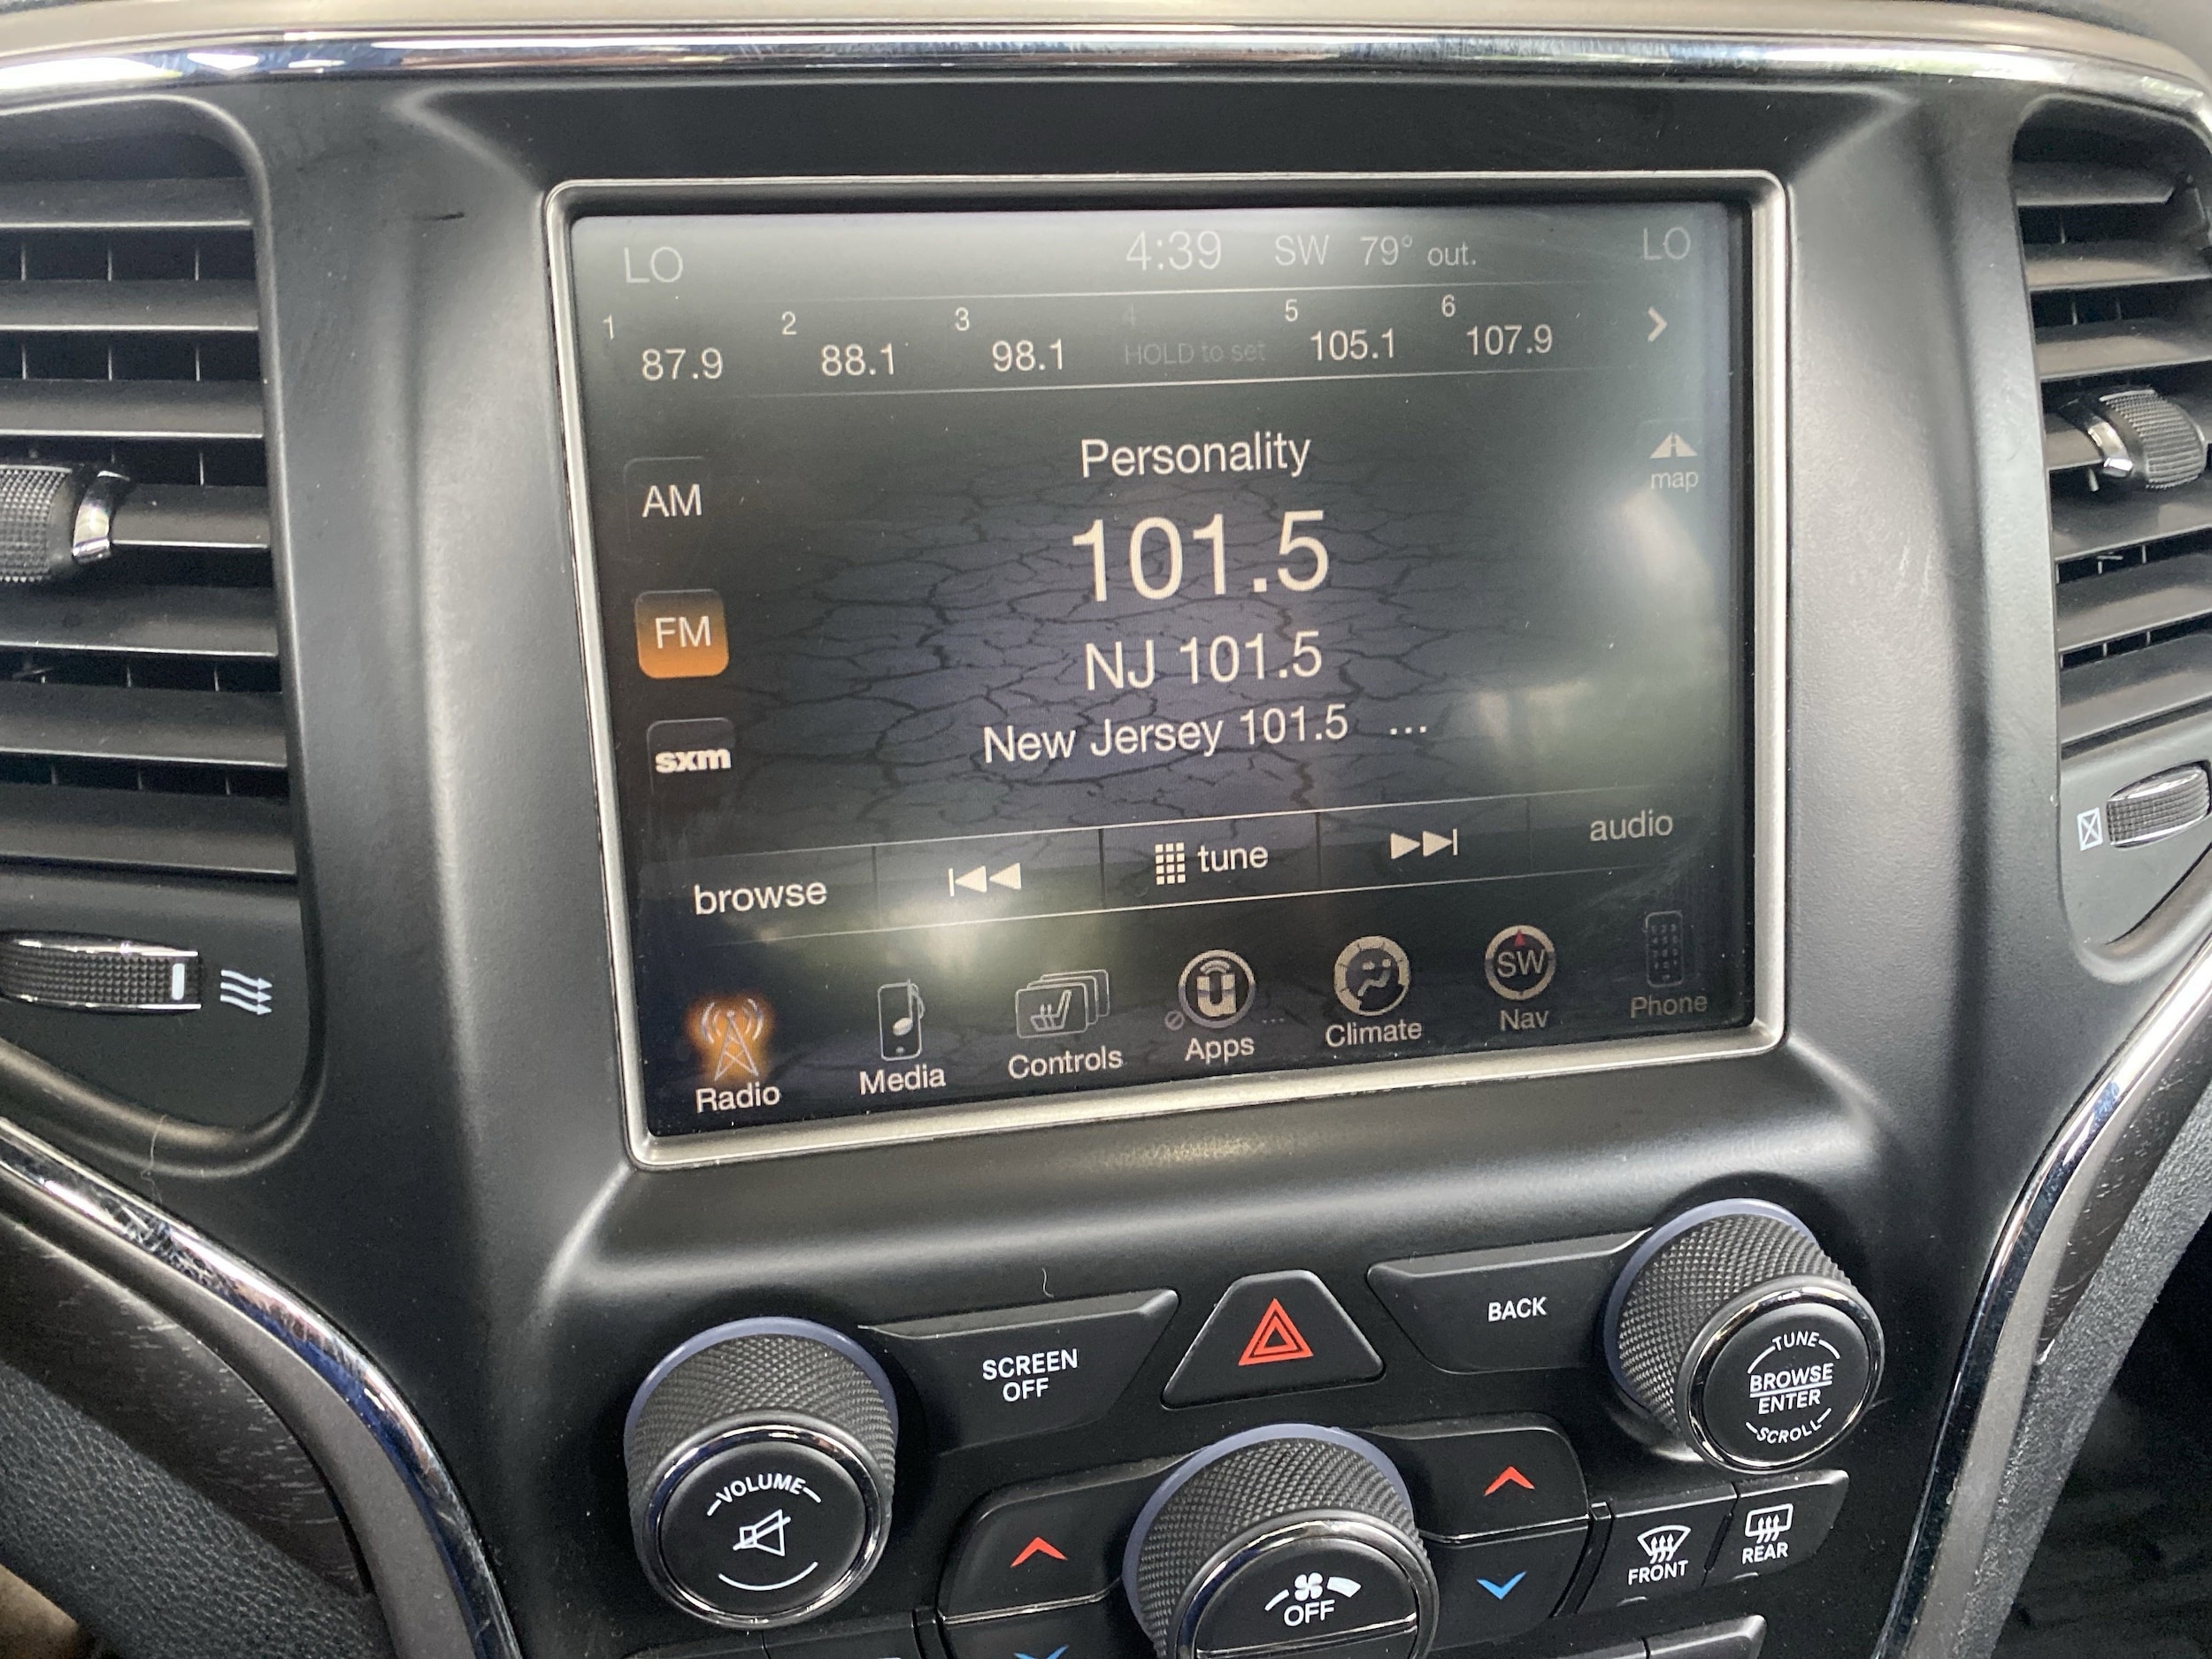 LO 4:39 SW 79° out. LO
1 2 3 4 5 6
87.9 88.1 98.1 HOLD to set 105.1 107.9
Personality
map
AM
101.5
FM
NJ 101.5
New Jersey 101.5 ...
sxm
browse tune audio
SW
Radio Media Controls Apps Climate Nav Phone
SCREEN
OFF
BACK
TUNE
BROWSE
ENTER
SCROLL
VOLUME
OFF
FRONT
REAR